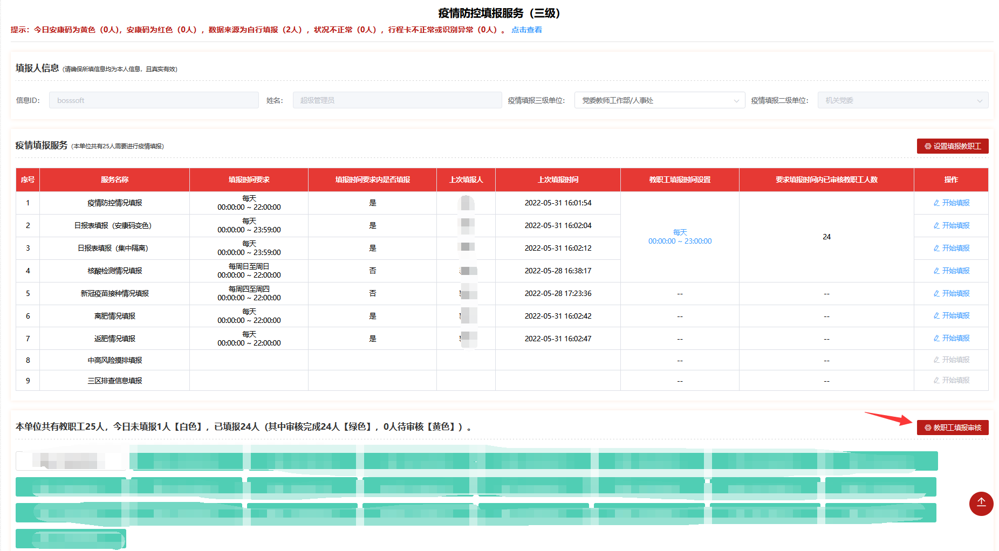 疫情防控填报服务（三级）
提示：今日安康码为黄色（0人），安康码为红色（0人），数据来源为自行填报（2人），状况不正常（0人），行程卡不正常或识别异常（0人）。 点击查看
填报人信息 (请确保所填信息均为本人信息，且真实有效)
信息ID： bosssoft 姓名： 超级管理员 疫情填报三级单位： 党委教师工作部/人事处 疫情填报二级单位： 机关党委
疫情填报服务 (本单位共有25人需要进行疫情填报) 设置填报教职工
序号 服务名称 填报时间要求 填报时间要求内是否填报 上次填报人 上次填报时间 教职工填报时间设置 要求填报时间内已审核教职工人数 操作
1 疫情防控情况填报 每天 00:00:00 ~ 22:00:00 是 2022-05-31 16:01:54 开始填报
2 日报表填报（安康码变色） 每天 00:00:00 ~ 23:59:00 是 2022-05-31 16:02:04 开始填报
每天 00:00:00 ~ 23:00:00 24
3 日报表填报（集中隔离） 每天 00:00:00 ~ 23:59:00 是 2022-05-31 16:02:12 开始填报
4 核酸检测情况填报 每周日至周日 00:00:00 ~ 22:00:00 否 2022-05-28 16:38:17 开始填报
5 新冠疫苗接种情况填报 每周四至周四 00:00:00 ~ 22:00:00 否 2022-05-28 17:23:36 -- -- 开始填报
6 离肥情况填报 每天 00:00:00 ~ 22:00:00 是 2022-05-31 16:02:42 -- -- 开始填报
7 返肥情况填报 每天 00:00:00 ~ 22:00:00 是 2022-05-31 16:02:47 -- -- 开始填报
8 中高风险摸排填报 -- -- 开始填报
9 三区排查信息填报 -- -- 开始填报
本单位共有教职工25人，今日未填报1人【白色】，已填报24人（其中审核完成24人【绿色】，0人待审核【黄色】）。 教职工填报审核